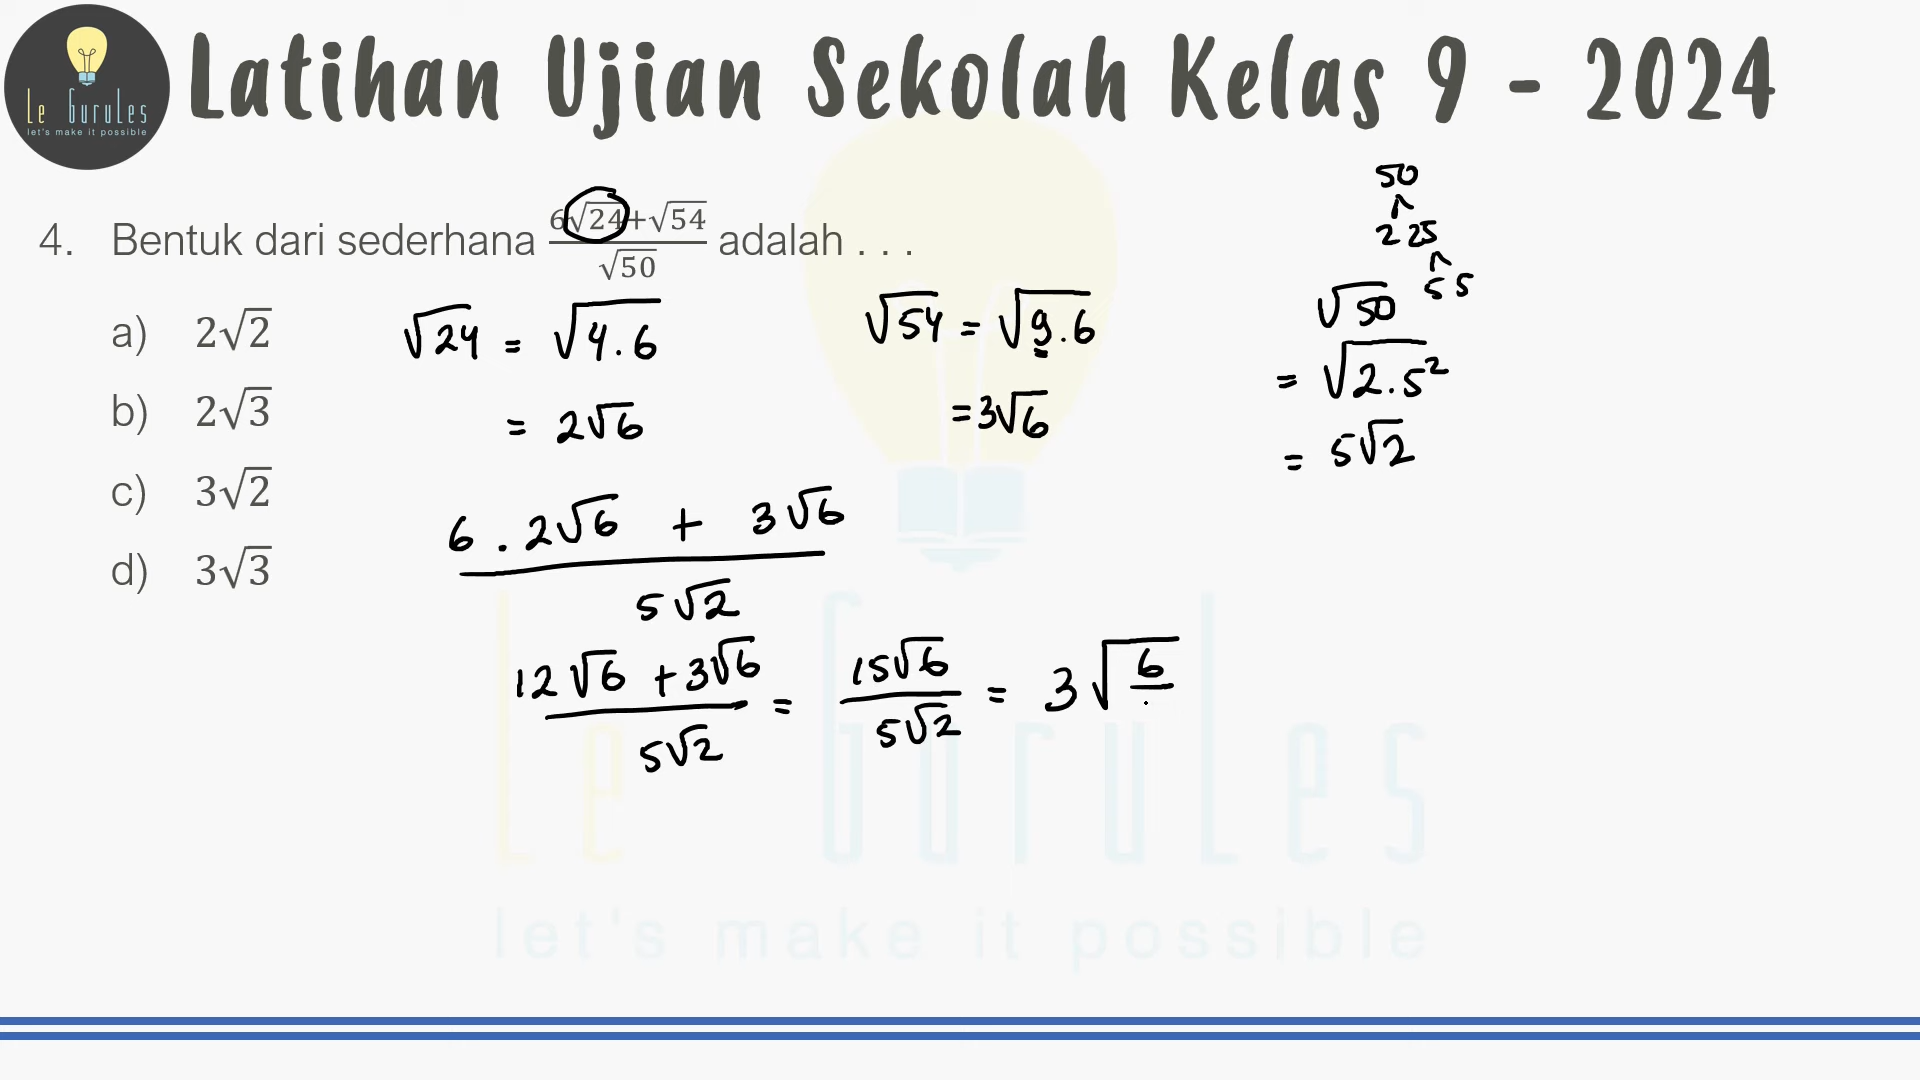 Le GuruLes
let's make it possible
Latihan Ujian Sekolah Kelas 9 - 2024
4. Bentuk dari sederhana (6√24+√54)/√50 adalah . . .
a) 2√2
b) 2√3
c) 3√2
d) 3√3
√24 = √4.6
= 2√6
√54 = √9.6
= 3√6
50
2 25
5 5
√50
= √2.5²
= 5√2
6 . 2√6 + 3√6
5√2
12√6 + 3√6 = 15√6 = 3√6
5√2 5√2
Le GuruLes
let's make it possible